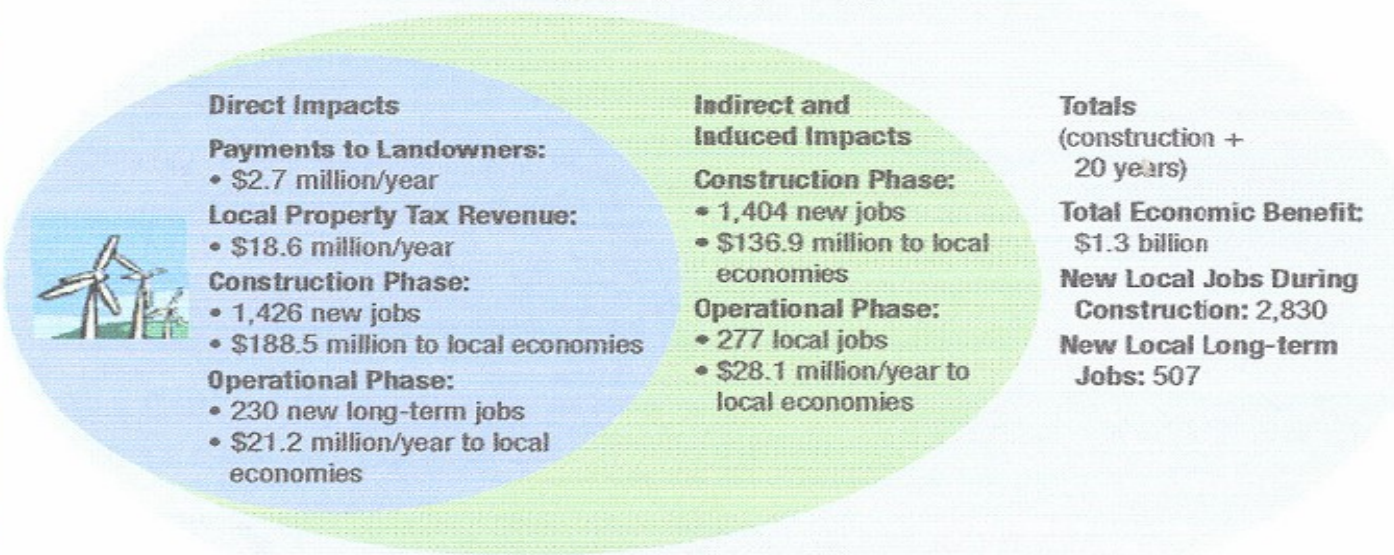 Direct Impacts
Payments to Landowners:
• $2.7 million/year
Local Property Tax Revenue:
• $18.6 million/year
Construction Phase:
• 1,426 new jobs
• $188.5 million to local economies
Operational Phase:
• 230 new long-term jobs
• $21.2 million/year to local
economies
Indirect and
Induced Impacts
Construction Phase:
• 1,404 new jobs
• $136.9 million to local
economies
Operational Phase:
• 277 local jobs
• $28.1 million/year to
local economies
Totals
(construction +
20 years)
Total Economic Benefit:
$1.3 billion
New Local Jobs During
Construction: 2,830
New Local Long-term
Jobs: 507